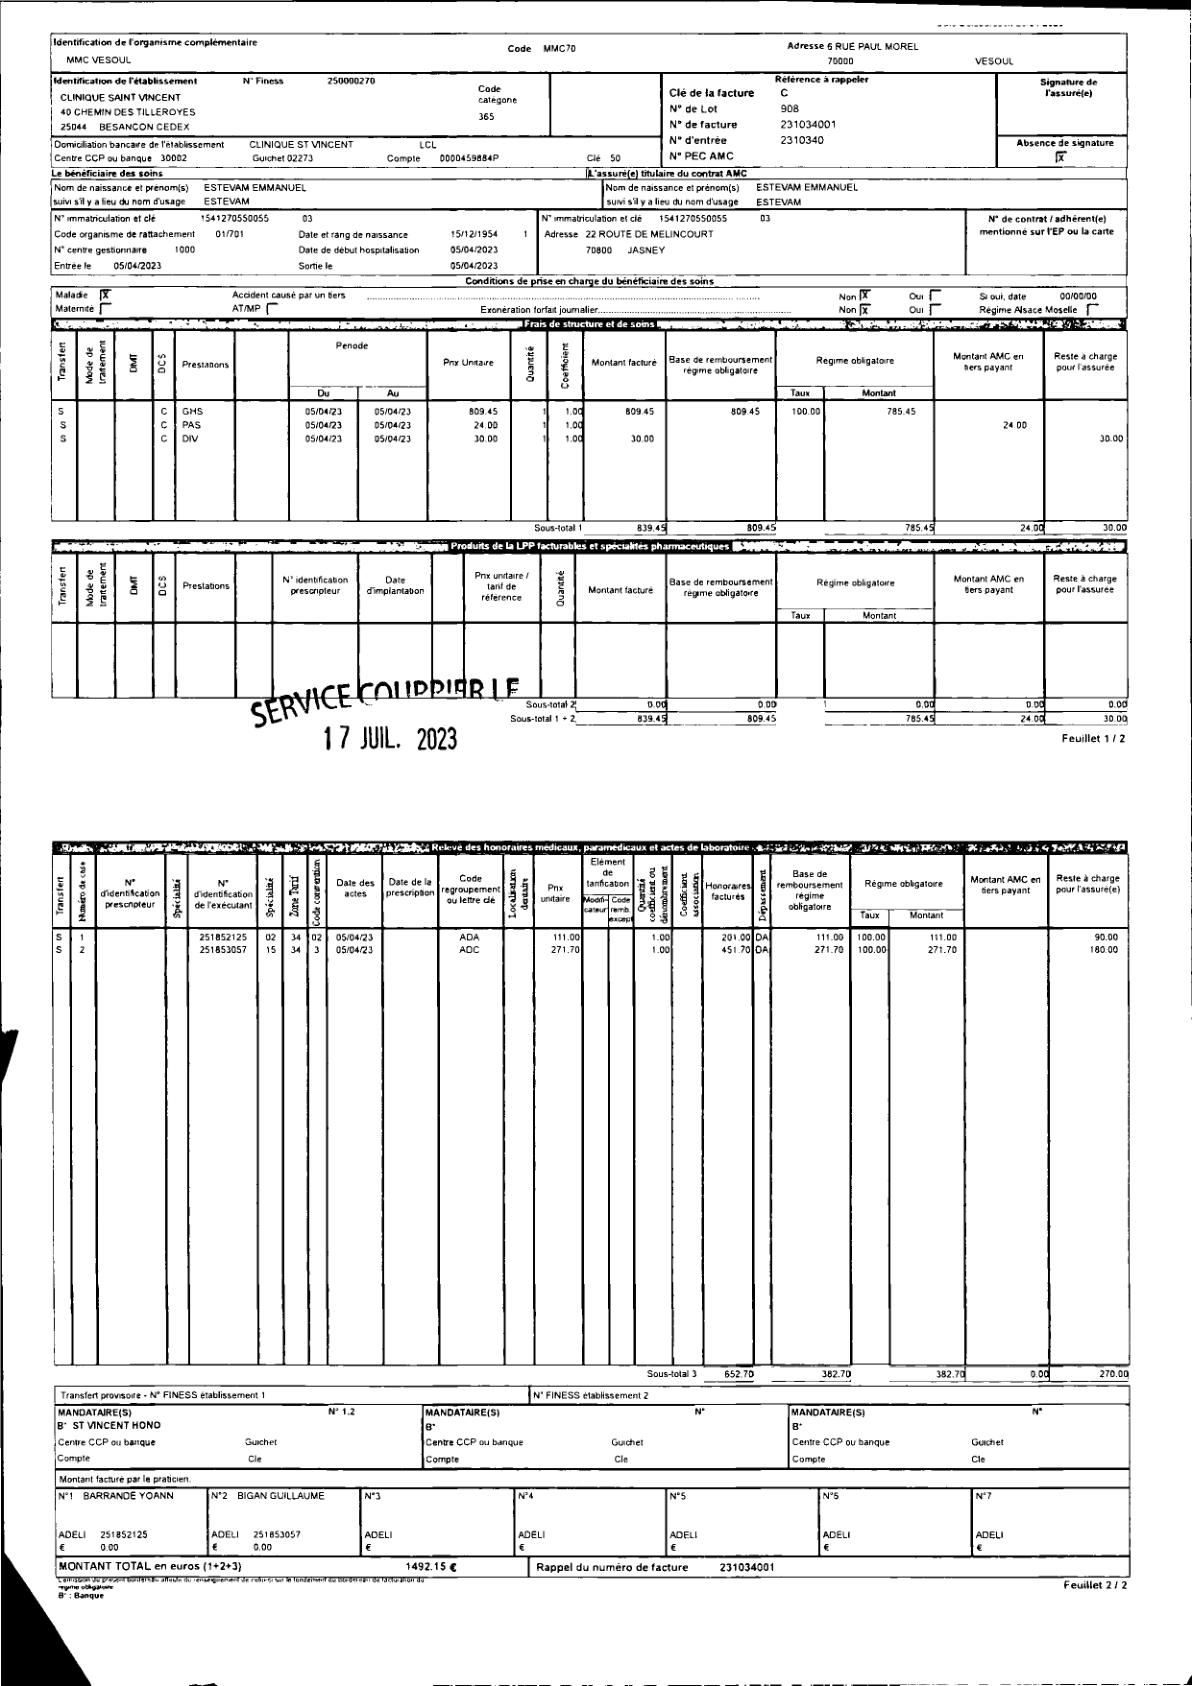 Identification de l'organisme complémentaire
MMC VESOUL
Code MMC70
Adresse 6 RUE PAUL MOREL
70000 VESOUL
Identification de l'établissement N° Finess 250000270
CLINIQUE SAINT VINCENT
40 CHEMIN DES TILLEROYES
25044 BESANCON CEDEX
Code catégorie
365
Référence à rappeler
Clé de la facture C
N° de Lot 908
N° de facture 231034001
N° d'entrée 2310340
N° PEC AMC
Signature de l'assuré(e)
Absence de signature X
Domiciliation bancaire de l'établissement CLINIQUE ST VINCENT LCL
Centre CCP ou banque 30002 Guichet 02273 Compte 0000459884P Clé 50
Le bénéficiaire des soins
L'assuré(e) titulaire du contrat AMC
Nom de naissance et prénom(s) ESTEVAM EMMANUEL
suivi s'il y a lieu du nom d'usage ESTEVAM
Nom de naissance et prénom(s) ESTEVAM EMMANUEL
suivi s'il y a lieu du nom d'usage ESTEVAM
N° immatriculation et clé 1541270550055 03
Code organisme de rattachement 01/701 Date et rang de naissance 15/12/1954 1
N° centre gestionnaire 1000 Date de début hospitalisation 05/04/2023
Entrée le 05/04/2023 Sortie le 05/04/2023
N° immatriculation et clé 1541270550055 03
Adresse 22 ROUTE DE MELINCOURT
70800 JASNEY
N° de contrat / adhérent(e)
mentionné sur l'EP ou la carte
Conditions de prise en charge du bénéficiaire des soins
Maladie X Accident causé par un tiers Non X Oui Si oui, date 00/00/00
Maternité AT/MP Exonération forfait journalier Non X Oui Régime Alsace Moselle
Frais de structure et de soins
Transfert Mode de traitement DMT DCS Prestations Période Du Au Prix Unitaire Quantité Coefficient Montant facturé Base de remboursement régime obligatoire Régime obligatoire Taux Montant Montant AMC en tiers payant Reste à charge pour l'assurée
S C GHS 05/04/23 05/04/23 809.45 1 1.00 809.45 809.45 100.00 785.45
S C PAS 05/04/23 05/04/23 24.00 1 1.00 24.00
S C DIV 05/04/23 05/04/23 30.00 1 1.00 30.00 30.00
Sous-total 1 839.45 809.45 785.45 24.00 30.00
Produits de la LPP facturables et spécialités pharmaceutiques
Transfert Mode de traitement DMT DCS Prestations N° identification prescripteur Date d'implantation Prix unitaire / tarif de référence Quantité Montant facturé Base de remboursement régime obligatoire Régime obligatoire Taux Montant Montant AMC en tiers payant Reste à charge pour l'assurée
SERVICE COURRIER LE
17 JUIL. 2023
Sous-total 2 0.00 0.00 0.00 0.00 0.00
Sous-total 1 + 2 839.45 809.45 785.45 24.00 30.00
Feuillet 1 / 2
Relevé des honoraires médicaux, paramédicaux et actes de laboratoire
Transfert Numéro de case N° d'identification prescripteur Spécialité N° d'identification de l'exécutant Spécialité Zone Tarif Code convention Date des actes Date de la prescription Code regroupement ou lettre clé Localisation dentaire Prix unitaire Elément de tarification Modificateur Code remb. except Quantité coefficient ou dénombrement Coefficient association Honoraires facturés Dépassement Base de remboursement régime obligatoire Régime obligatoire Taux Montant Montant AMC en tiers payant Reste à charge pour l'assuré(e)
S 1 251852125 02 34 02 05/04/23 ADA 111.00 1.00 201.00 DA 111.00 100.00 111.00 90.00
S 2 251853057 15 34 3 05/04/23 ADC 271.70 1.00 451.70 DA 271.70 100.00 271.70 180.00
Sous-total 3 652.70 382.70 382.70 0.00 270.00
Transfert provisoire - N° FINESS établissement 1 N° FINESS établissement 2
MANDATAIRE(S) N° 1.2 MANDATAIRE(S) N° MANDATAIRE(S) N°
B* ST VINCENT HONO B* B*
Centre CCP ou banque Guichet Centre CCP ou banque Guichet Centre CCP ou banque Guichet
Compte Cle Compte Cle Compte Cle
Montant facturé par le praticien.
N°1 BARRANDE YOANN N°2 BIGAN GUILLAUME N°3 N°4 N°5 N°5 N°7
ADELI 251852125 ADELI 251853057 ADELI ADELI ADELI ADELI ADELI
€ 0.00 € 0.00 € € € € €
MONTANT TOTAL en euros (1+2+3) 1492.15 € Rappel du numéro de facture 231034001
régime obligatoire
B* : Banque
Feuillet 2 / 2